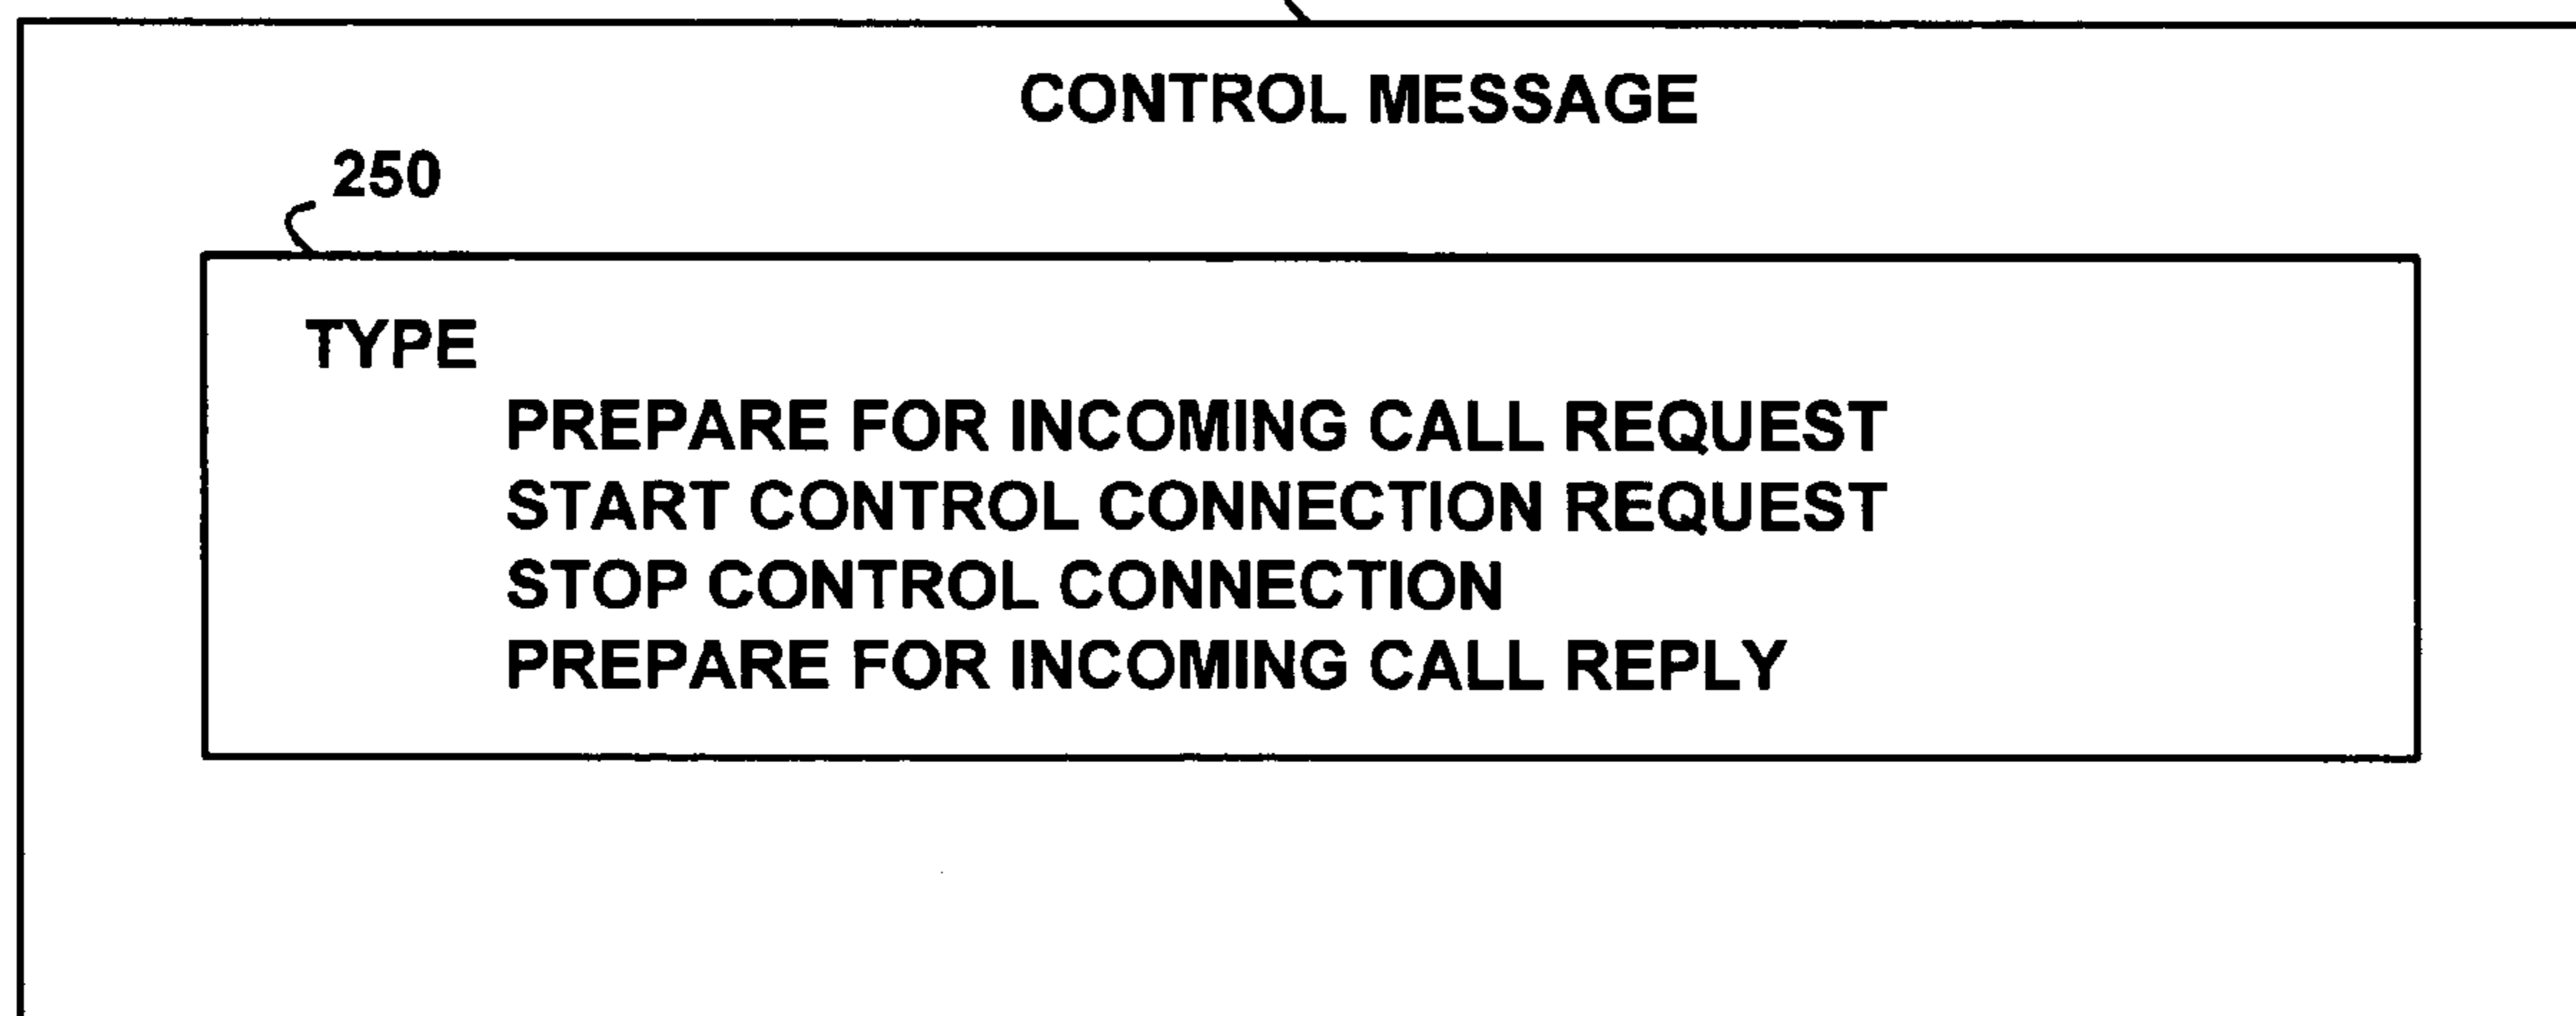 CONTROL MESSAGE
250
TYPE
PREPARE FOR INCOMING CALL REQUEST
START CONTROL CONNECTION REQUEST
STOP CONTROL CONNECTION
PREPARE FOR INCOMING CALL REPLY